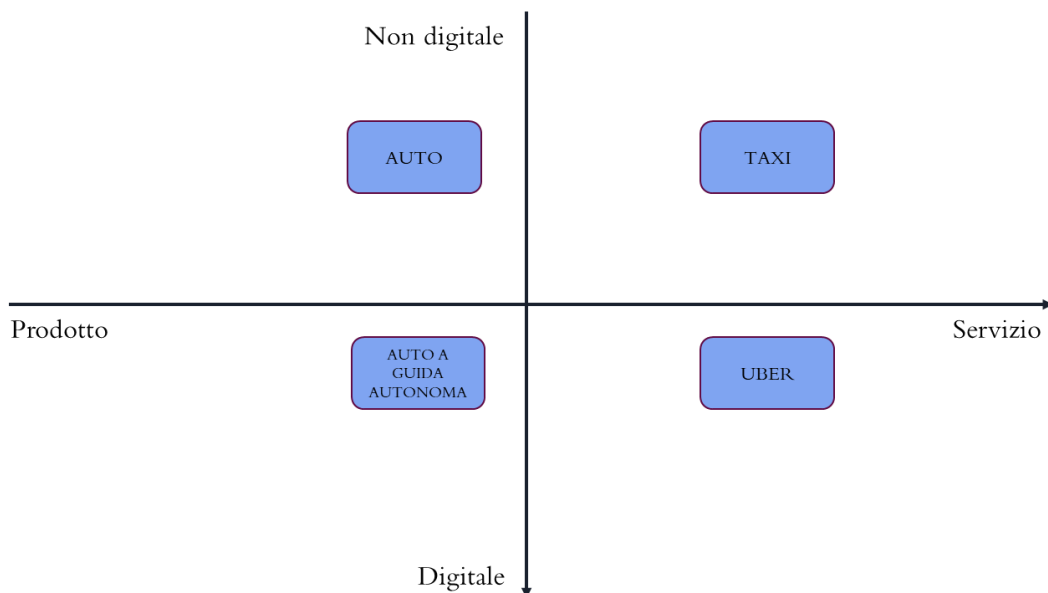 Non digitale
AUTO
TAXI
Prodotto
Servizio
AUTO A
GUIDA
AUTONOMA
UBER
Digitale